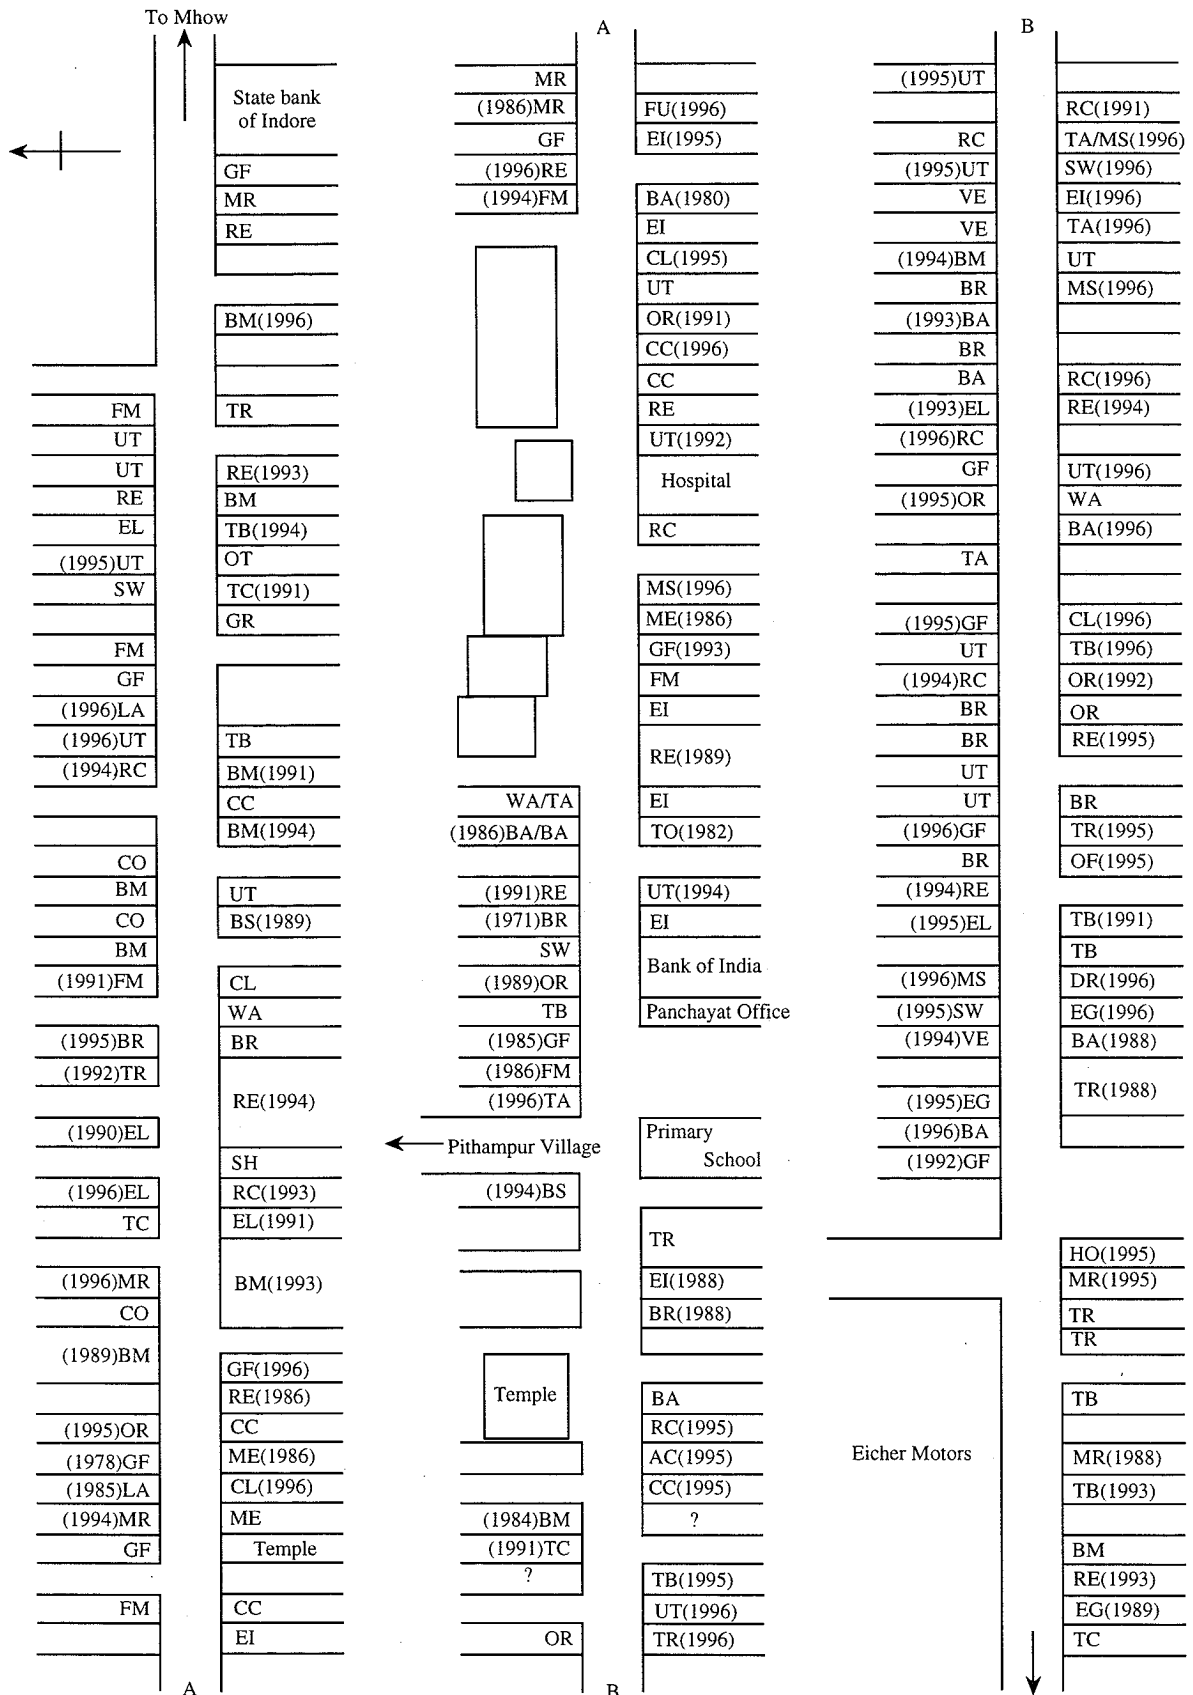 To Mhow
State bank
of Indore
GF
MR
RE
BM(1996)
TR
RE(1993)
BM
TB(1994)
OT
TC(1991)
GR
TB
BM(1991)
CC
BM(1994)
UT
BS(1989)
CL
WA
BR
RE(1994)
SH
RC(1993)
EL(1991)
BM(1993)
GF(1996)
RE(1986)
CC
ME(1986)
CL(1996)
ME
Temple
CC
EI
FM
UT
UT
RE
EL
(1995)UT
SW
FM
GF
(1996)LA
(1996)UT
(1994)RC
CO
BM
CO
BM
(1991)FM
(1995)BR
(1992)TR
(1990)EL
(1996)EL
TC
(1996)MR
CO
(1989)BM
(1995)OR
(1978)GF
(1985)LA
(1994)MR
GF
FM
A
A
MR
(1986)MR
GF
(1996)RE
(1994)FM
WA/TA
(1986)BA/BA
(1991)RE
(1971)BR
SW
(1989)OR
TB
(1985)GF
(1986)FM
(1996)TA
Pithampur Village
(1994)BS
Temple
(1984)BM
(1991)TC
?
OR
FU(1996)
EI(1995)
BA(1980)
EI
CL(1995)
UT
OR(1991)
CC(1996)
CC
RE
UT(1992)
Hospital
RC
MS(1996)
ME(1986)
GF(1993)
FM
EI
RE(1989)
EI
TO(1982)
UT(1994)
EI
Bank of India
Panchayat Office
Primary
School
TR
EI(1988)
BR(1988)
BA
RC(1995)
AC(1995)
CC(1995)
?
TB(1995)
UT(1996)
TR(1996)
B
B
(1995)UT
RC
(1995)UT
VE
VE
(1994)BM
BR
(1993)BA
BR
BA
(1993)EL
(1996)RC
GF
(1995)OR
TA
(1995)GF
UT
(1994)RC
BR
BR
UT
UT
(1996)GF
BR
(1994)RE
(1995)EL
(1996)MS
(1995)SW
(1994)VE
(1995)EG
(1996)BA
(1992)GF
Eicher Motors
RC(1991)
TA/MS(1996)
SW(1996)
EI(1996)
TA(1996)
UT
MS(1996)
RC(1996)
RE(1994)
UT(1996)
WA
BA(1996)
CL(1996)
TB(1996)
OR(1992)
OR
RE(1995)
BR
TR(1995)
OF(1995)
TB(1991)
TB
DR(1996)
EG(1996)
BA(1988)
TR(1988)
HO(1995)
MR(1995)
TR
TR
TB
MR(1988)
TB(1993)
BM
RE(1993)
EG(1989)
TC